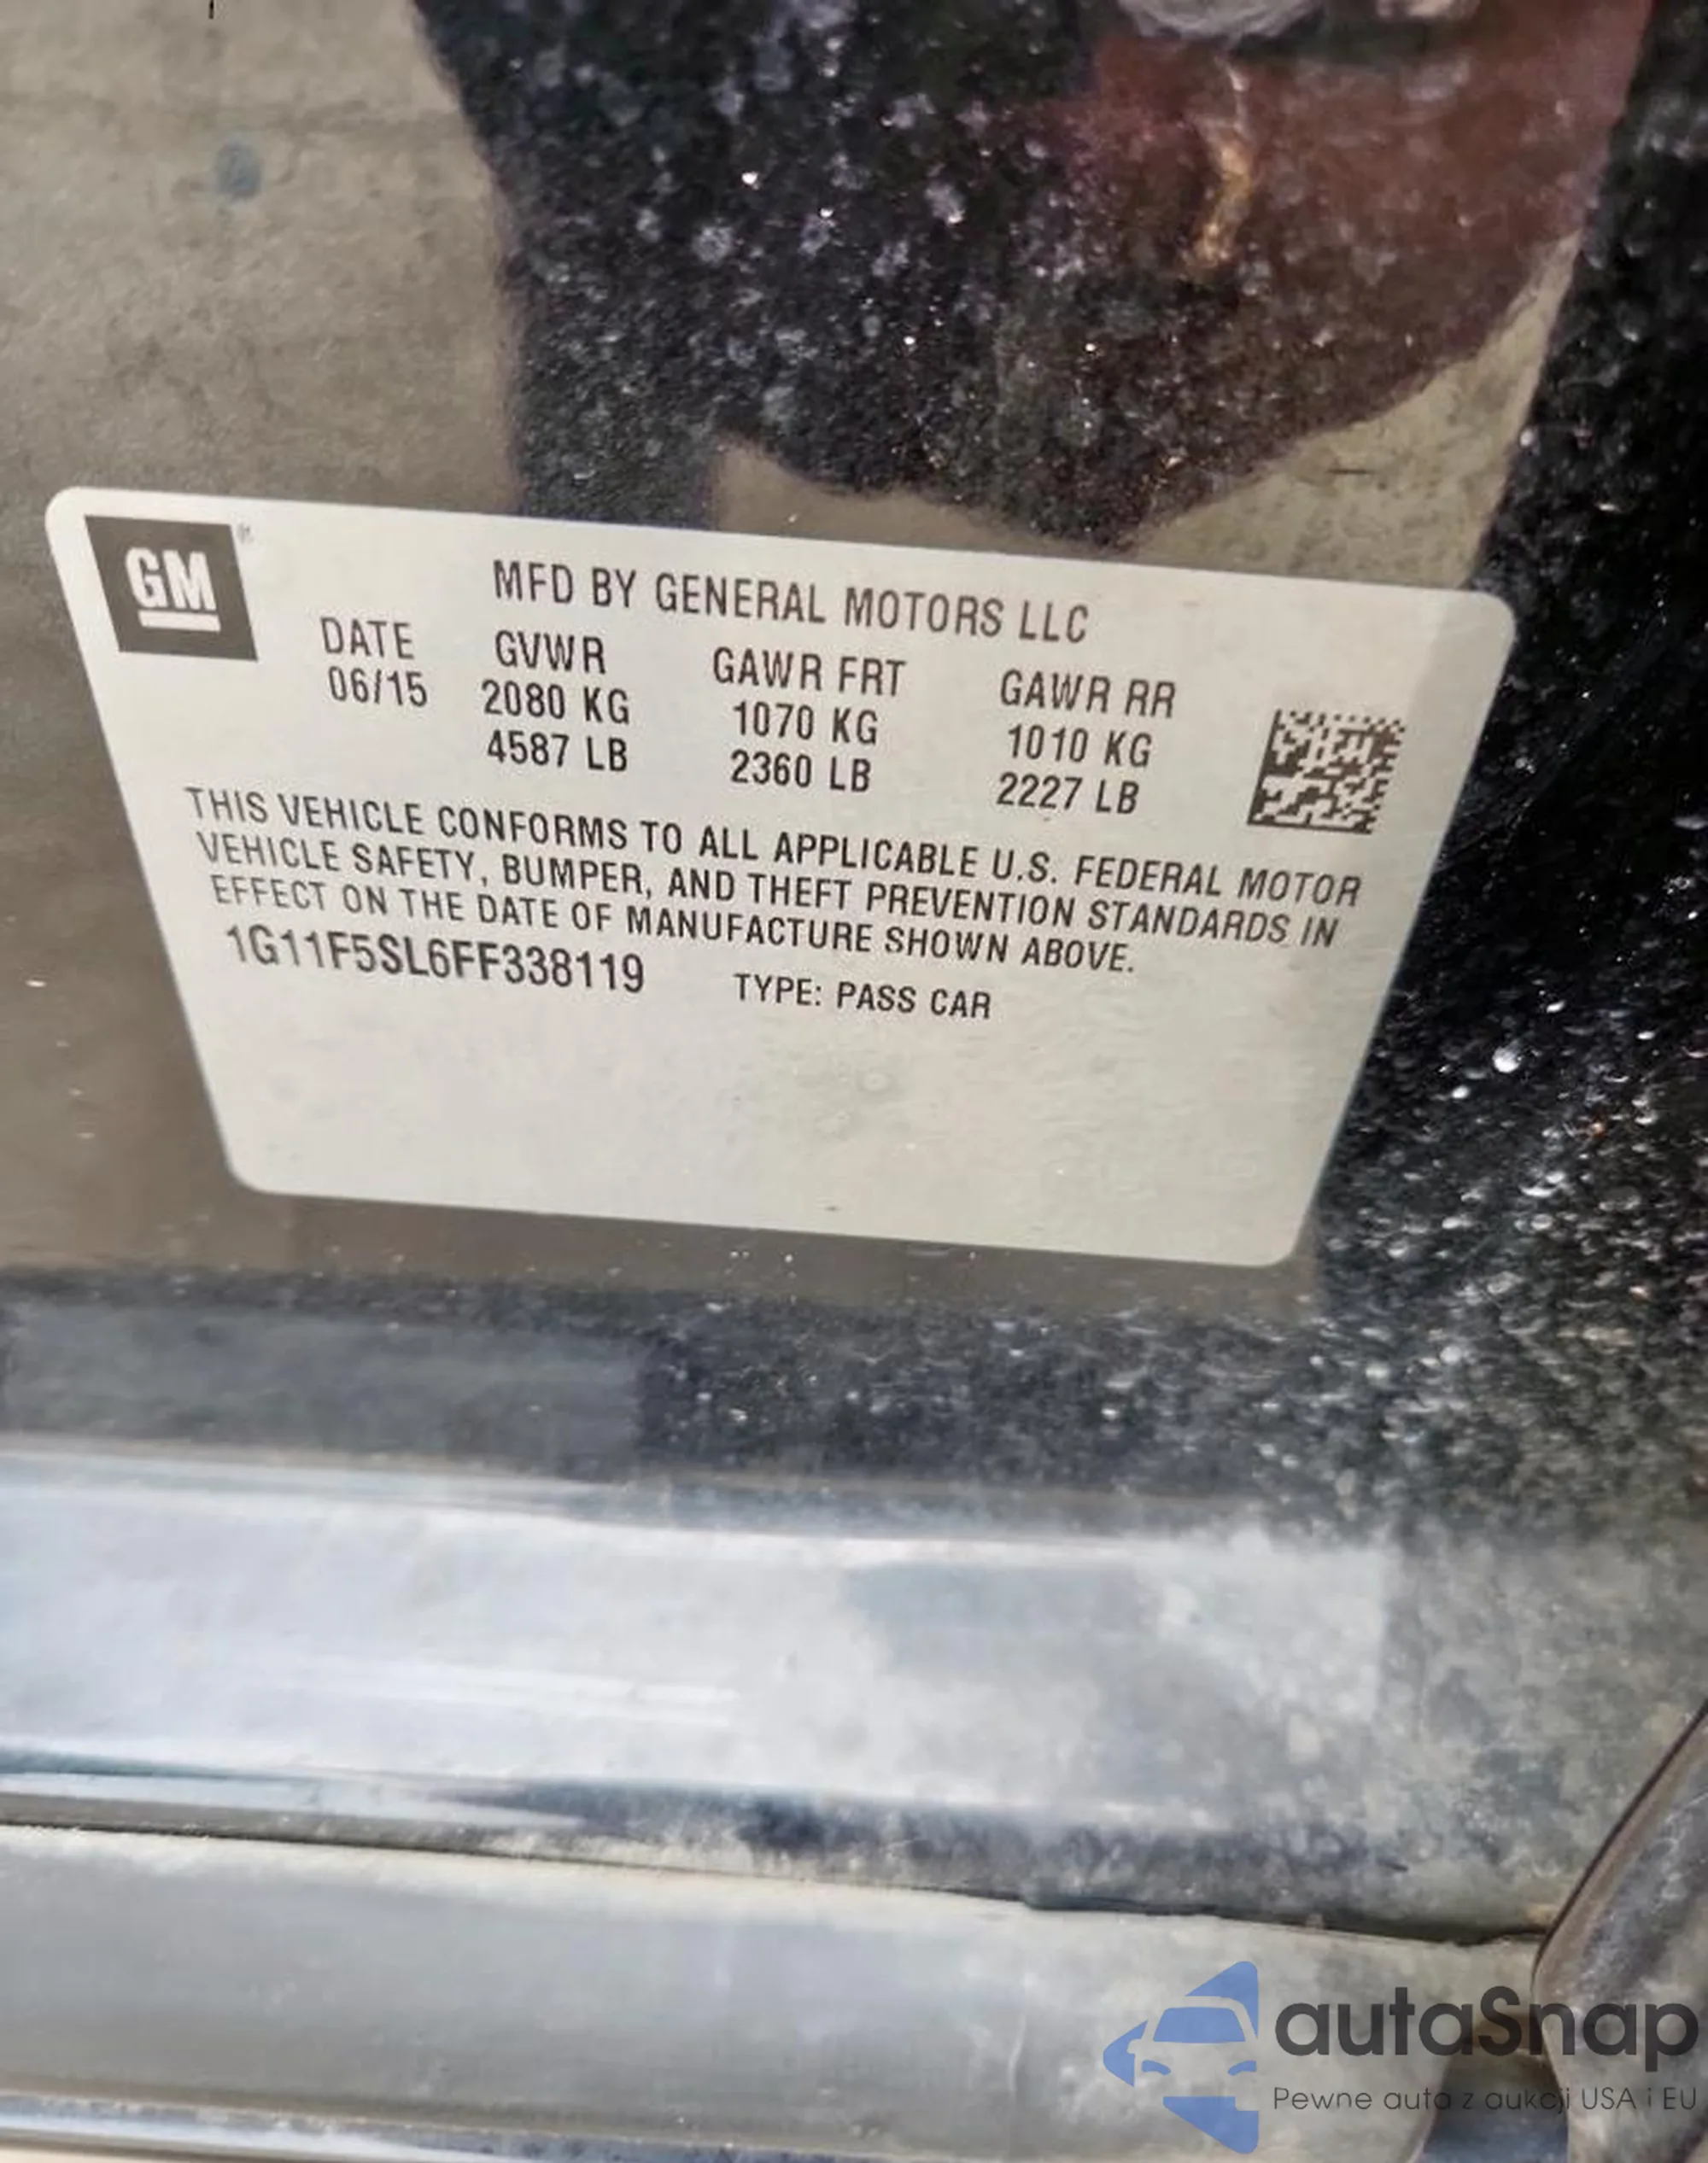 GM
MFD BY GENERAL MOTORS LLC
DATE GVWR GAWR FRT GAWR RR
06/15 2080 KG 1070 KG 1010 KG
4587 LB 2360 LB 2227 LB
THIS VEHICLE CONFORMS TO ALL APPLICABLE U.S. FEDERAL MOTOR
VEHICLE SAFETY, BUMPER, AND THEFT PREVENTION STANDARDS IN
EFFECT ON THE DATE OF MANUFACTURE SHOWN ABOVE.
1G11F5SL6FF338119 TYPE: PASS CAR
autaSnap
Pewne auta z aukcji USA i EU